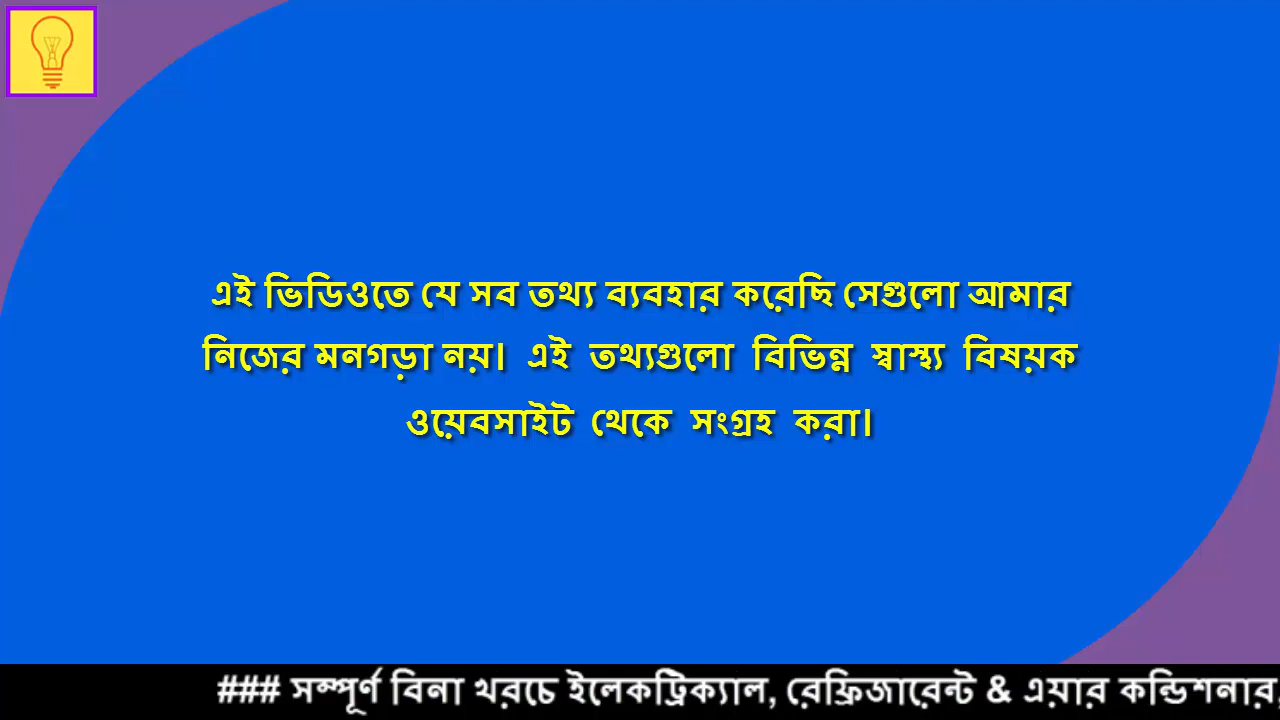 এই ভিডিওতে যে সব তথ্য ব্যবহার করেছি সেগুলো আমার
নিজের মনগড়া নয়। এই তথ্যগুলো বিভিন্ন স্বাস্থ্য বিষয়ক
ওয়েবসাইট থেকে সংগ্রহ করা।
### সম্পূর্ণ বিনা খরচে ইলেকট্রিক্যাল, রেফ্রিজারেন্ট & এয়ার কন্ডিশনার,